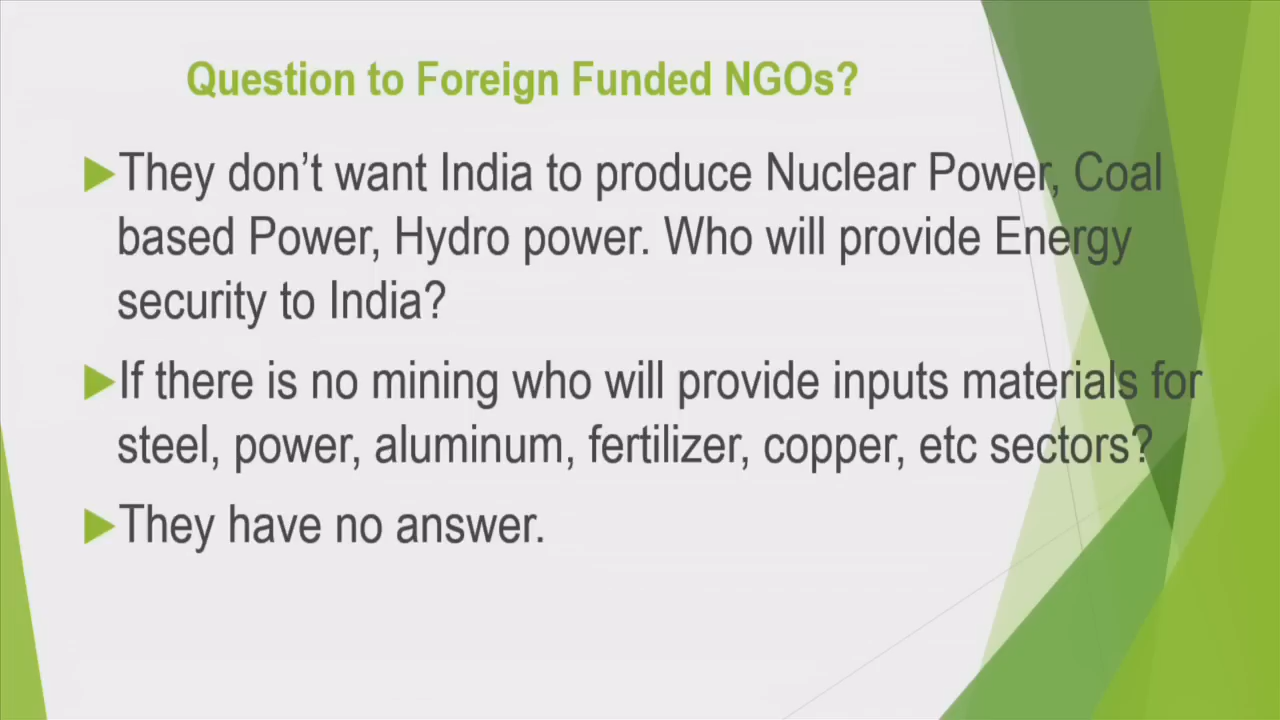 Question to Foreign Funded NGOs?
They don't want India to produce Nuclear Power, Coal
based Power, Hydro power. Who will provide Energy
security to India?
If there is no mining who will provide inputs materials for
steel, power, aluminum, fertilizer, copper, etc sectors?
They have no answer.